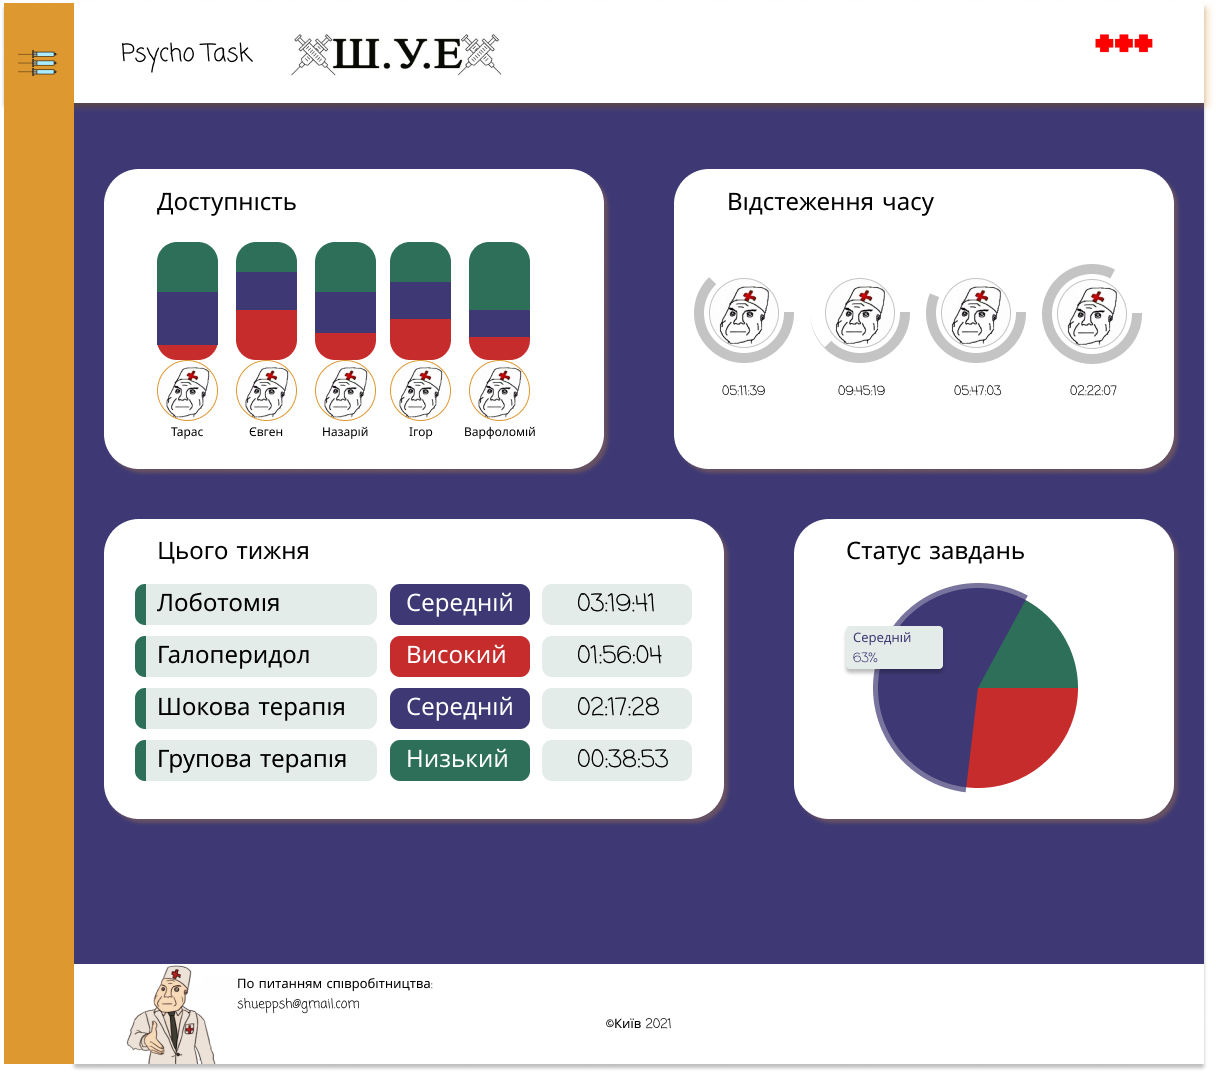 Psycho Task
Ш.У.Е
Доступність
Тарас
Євген
Назарій
Ігор
Варфоломій
Відстеження часу
05:11:39
09:45:19
05:47:03
02:22:07
Цього тижня
Лоботомія
Середній
03:19:41
Галоперидол
Високий
01:56:04
Шокова терапія
Середній
02:17:28
Групова терапія
Низький
00:38:53
Статус завдань
Середній
63%
По питанням співробітництва:
shueppsh@gmail.com
©Київ 2021